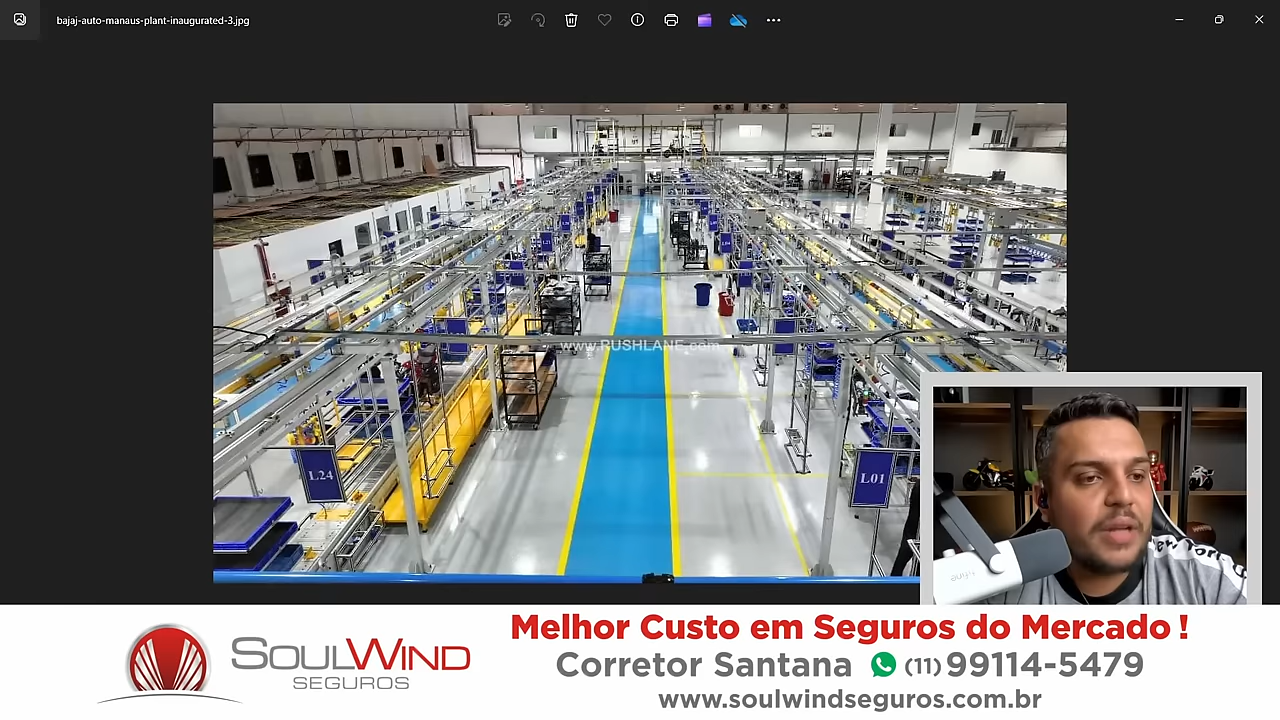 bajaj-auto-manaus-plant-inaugurated-3.jpg
www.RUSHLANE.com
L24
L01
fifine
SOULWIND
SEGUROS
Melhor Custo em Seguros do Mercado !
Corretor Santana (11) 99114-5479
www.soulwindseguros.com.br